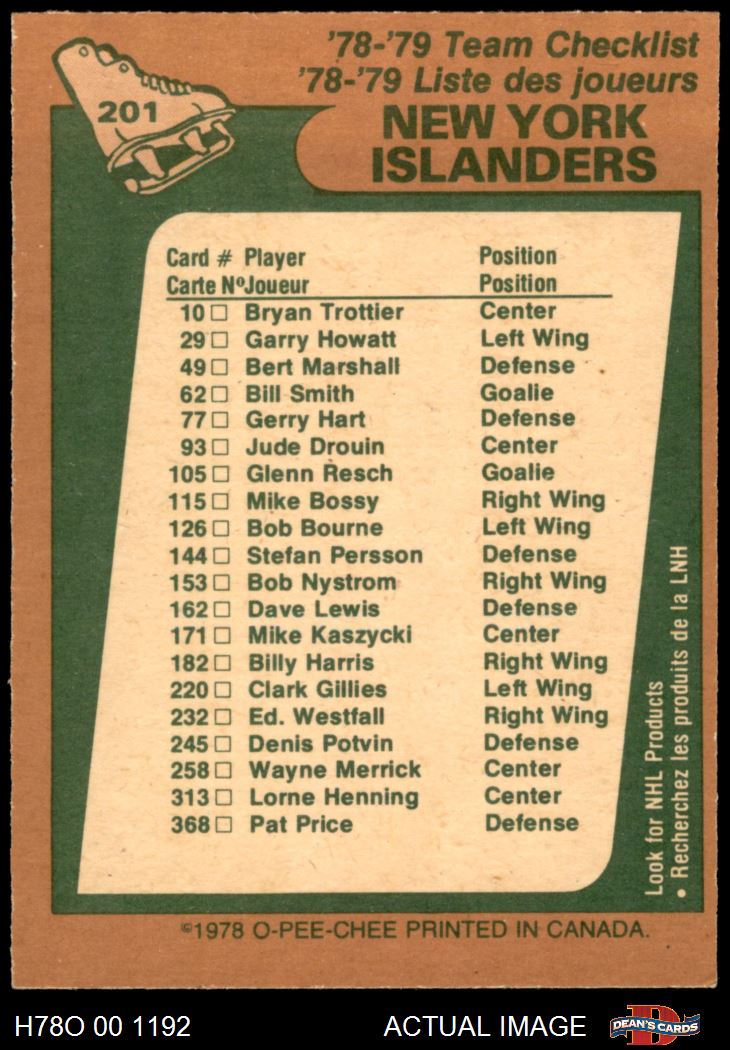 '78-'79 Team Checklist
'78-'79 Liste des joueurs
201
NEW YORK
ISLANDERS
Card # Player Position
Carte Nº Joueur Position
10 □ Bryan Trottier Center
29 □ Garry Howatt Left Wing
49 □ Bert Marshall Defense
62 □ Bill Smith Goalie
77 □ Gerry Hart Defense
93 □ Jude Drouin Center
105 □ Glenn Resch Goalie
115 □ Mike Bossy Right Wing
126 □ Bob Bourne Left Wing
144 □ Stefan Persson Defense
153 □ Bob Nystrom Right Wing
162 □ Dave Lewis Defense
171 □ Mike Kaszycki Center
182 □ Billy Harris Right Wing
220 □ Clark Gillies Left Wing
232 □ Ed. Westfall Right Wing
245 □ Denis Potvin Defense
258 □ Wayne Merrick Center
313 □ Lorne Henning Center
368 □ Pat Price Defense
Look for NHL Products
• Recherchez les produits de la LNH
©1978 O-PEE-CHEE PRINTED IN CANADA.
H78O 00 1192 ACTUAL IMAGE
DEAN'S CARDS